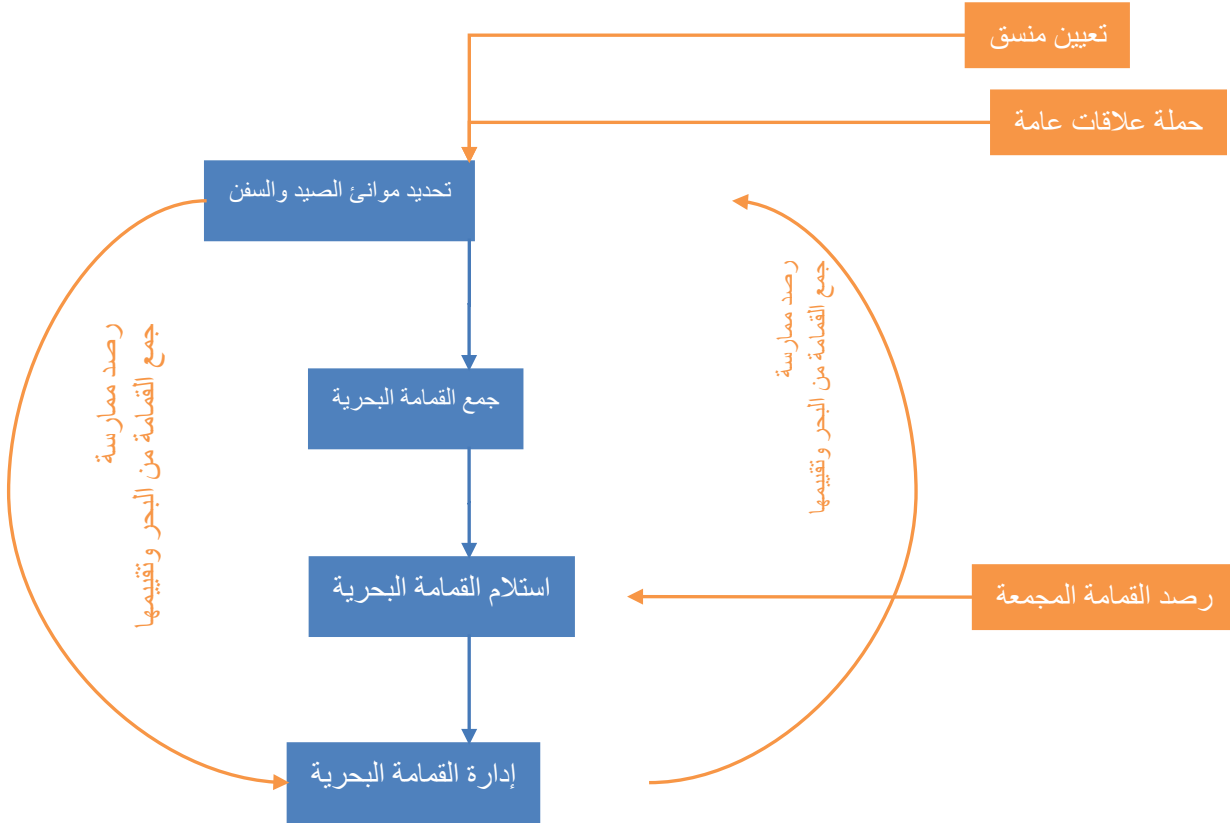 تعيين منسق
حملة علاقات عامة
تحديد موانئ الصيد والسفن
رصد ممارسة
جمع القمامة من البحر وتقييمها
رصد ممارسة
جمع القمامة من البحر وتقييمها
جمع القمامة البحرية
استلام القمامة البحرية
رصد القمامة المجمعة
إدارة القمامة البحرية